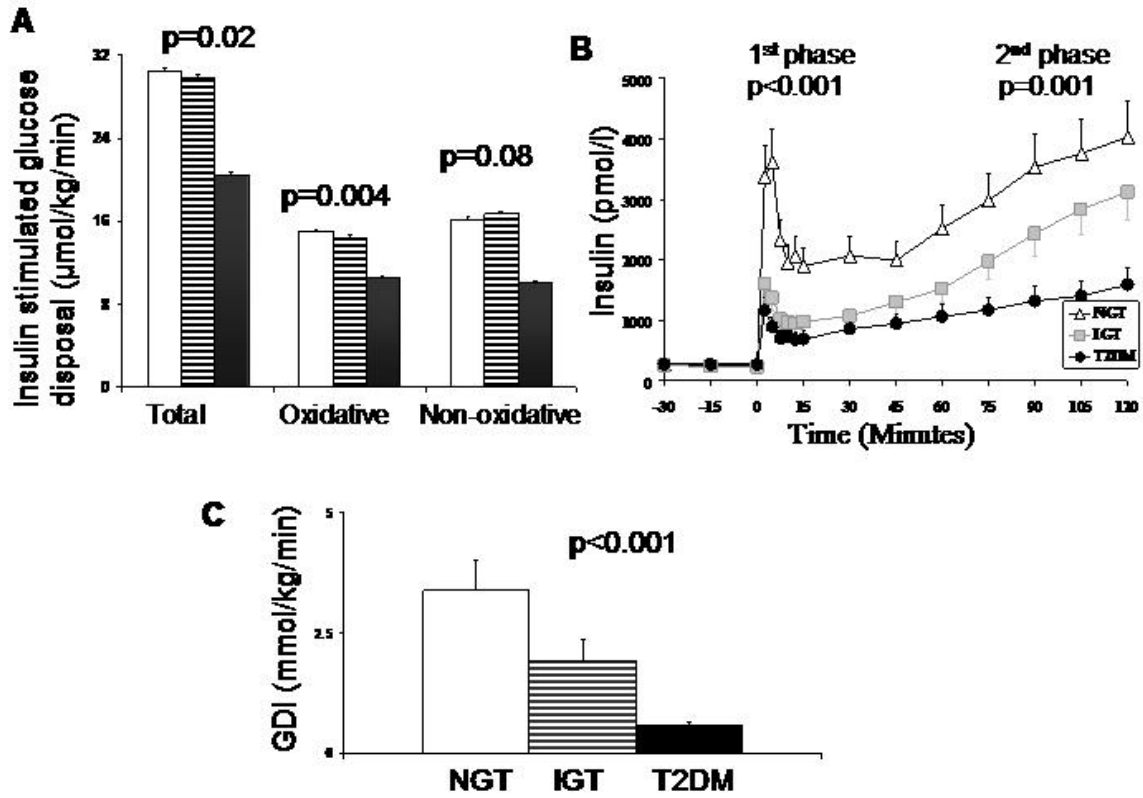 A
p=0.02
p=0.004
p=0.08
Insulin stimulated glucose
disposal (µmol/kg/min)
32
24
16
8
0
Total Oxidative Non-oxidative
B
1st phase 2nd phase
p<0.001 p=0.001
Insulin (pmol/l)
5000
4000
3000
2000
1000
0
NGT
IGT
T2DM
-30 -15 0 15 30 45 60 75 90 105 120
Time (Minutes)
C
p<0.001
GDI (mmol/kg/min)
5
2.5
0
NGT IGT T2DM